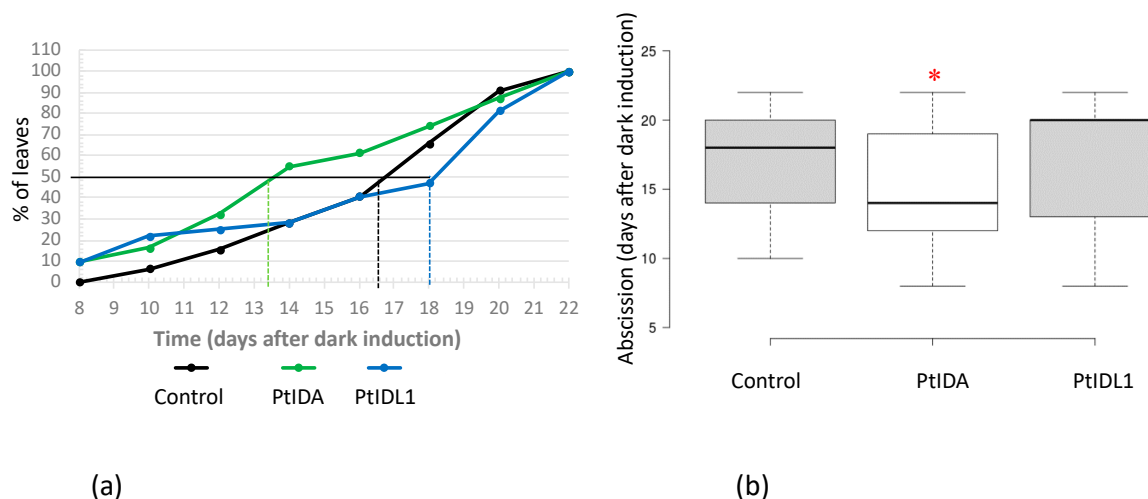 110
100
90
80
70
60
50
40
30
20
10
0
% of leaves
8 9 10 11 12 13 14 15 16 17 18 19 20 21 22
Time (days after dark induction)
Control PtIDA PtIDL1
(a)
Abscission (days after dark induction)
25
20
15
10
5
*
Control PtIDA PtIDL1
(b)